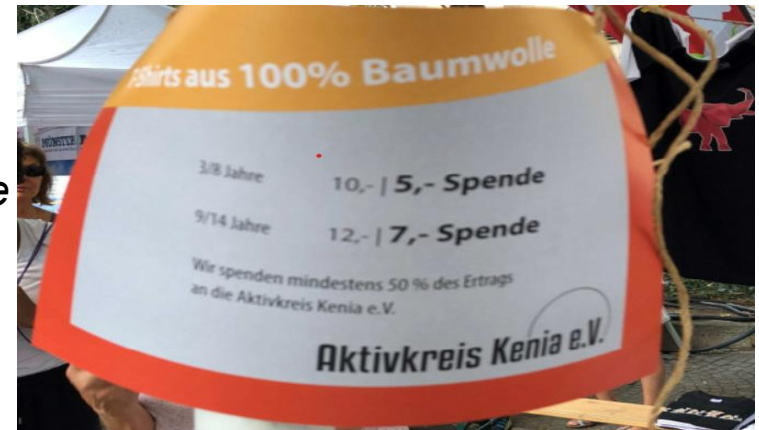 T-Shirts aus 100% Baumwolle
3/8 Jahre 10,- | 5,- Spende
9/14 Jahre 12,- | 7,- Spende
Wir spenden mindestens 50 % des Ertrags
an die Aktivkreis Kenia e.V.
Aktivkreis Kenia e.V.
MÜNSTER
e